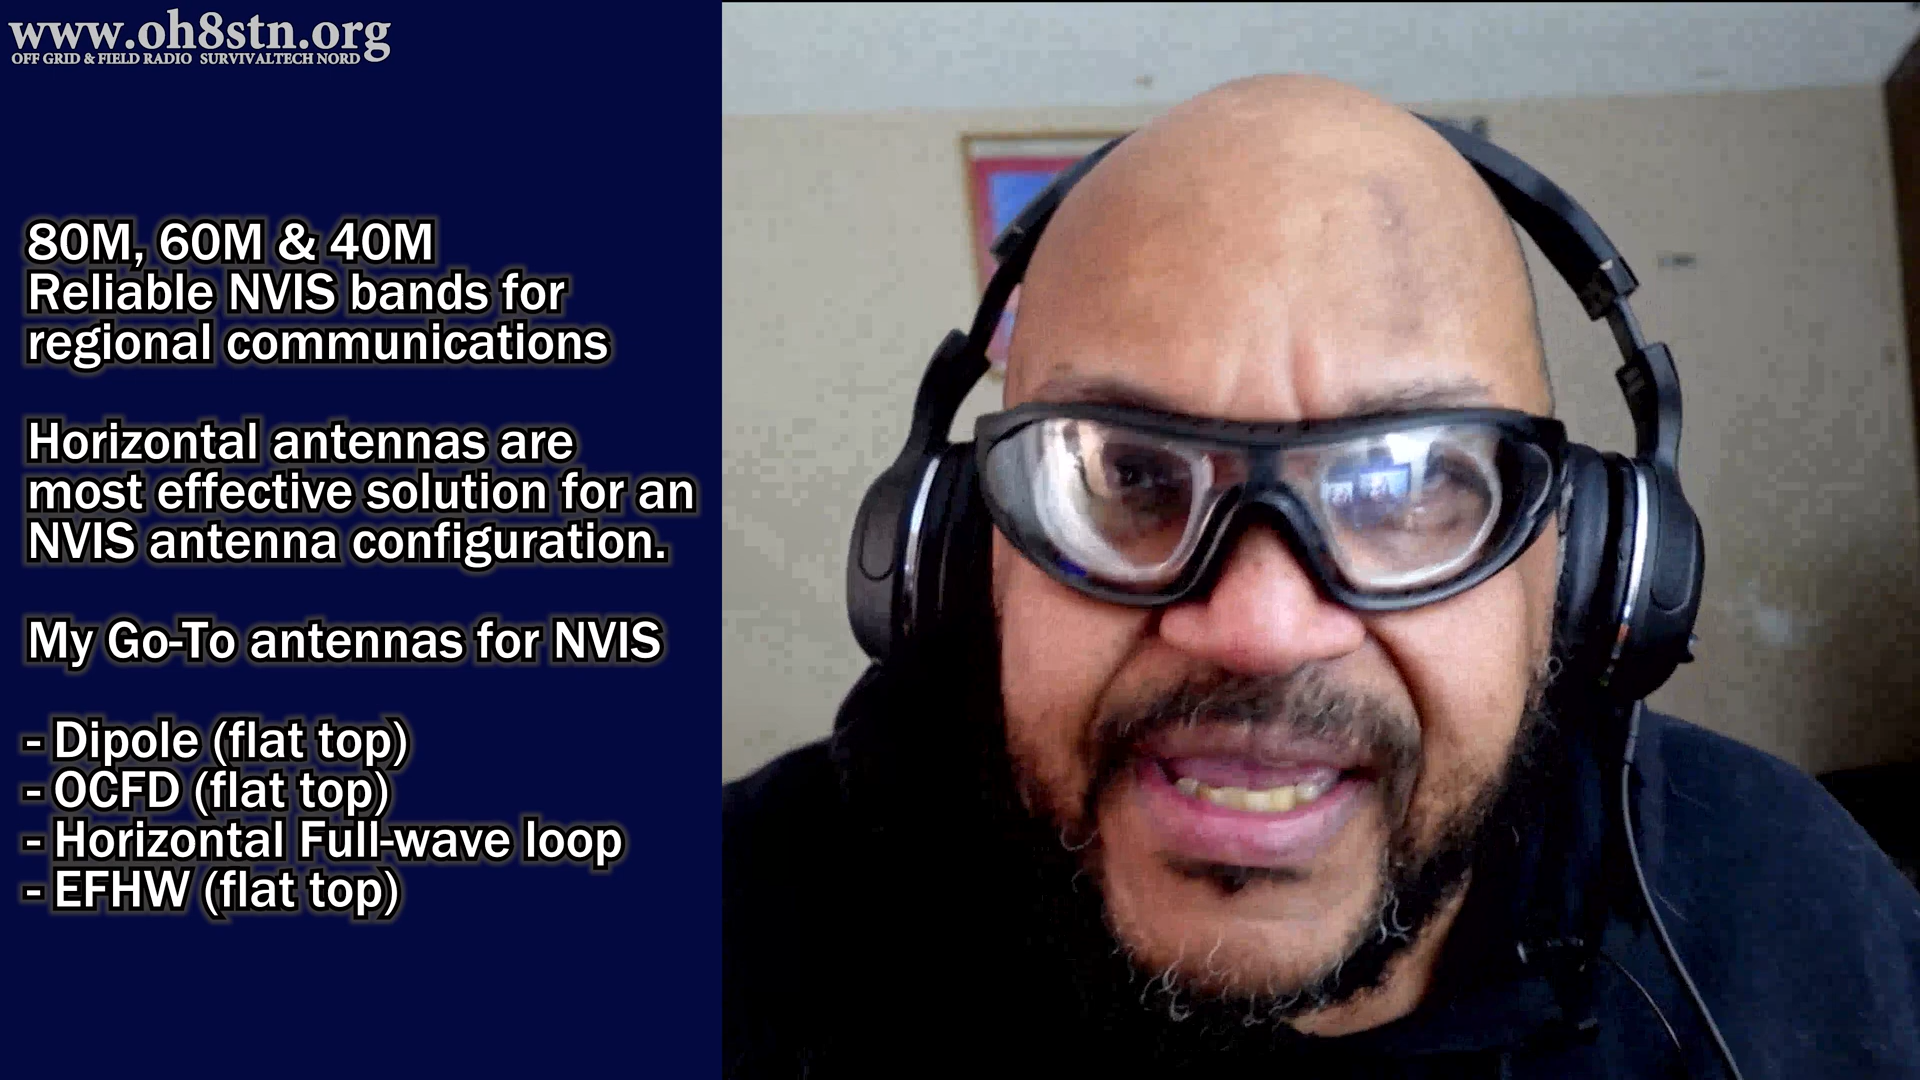 www.oh8stn.org
OFF GRID & FIELD RADIO SURVIVALTECH NORD
80M, 60M & 40M
Reliable NVIS bands for
regional communications
Horizontal antennas are
most effective solution for an
NVIS antenna configuration.
My Go-To antennas for NVIS
- Dipole (flat top)
- OCFD (flat top)
- Horizontal Full-wave loop
- EFHW (flat top)